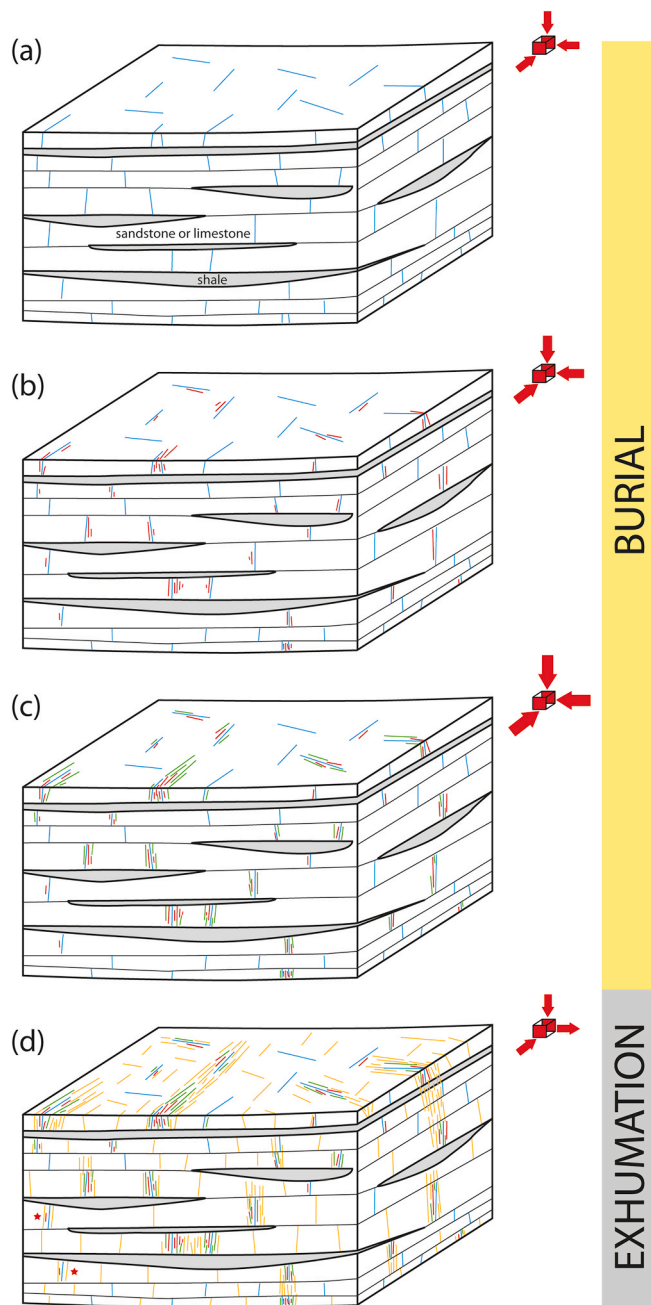 (a)
sandstone or limestone
shale
(b)
BURIAL
(c)
(d)
EXHUMATION